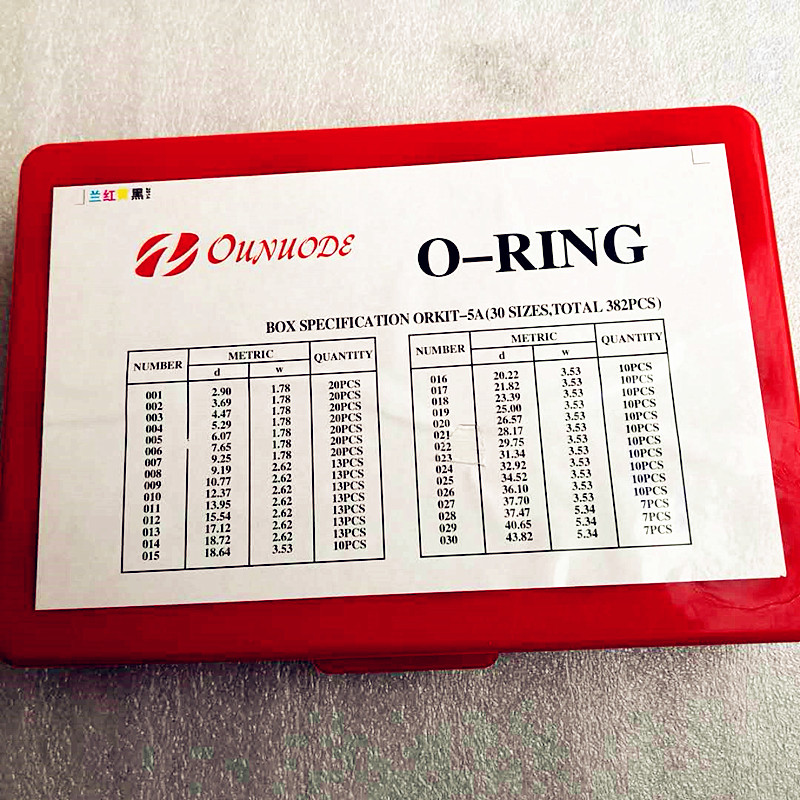 兰红黄黑
OUNUODE
O-RING
BOX SPECIFICATION ORKIT-5A(30 SIZES,TOTAL 382PCS)
NUMBER METRIC QUANTITY
d w
001 2.90 1.78 20PCS
002 3.69 1.78 20PCS
003 4.47 1.78 20PCS
004 5.29 1.78 20PCS
005 6.07 1.78 20PCS
006 7.65 1.78 20PCS
007 9.25 1.78 20PCS
008 9.19 2.62 13PCS
009 10.77 2.62 13PCS
010 12.37 2.62 13PCS
011 13.95 2.62 13PCS
012 15.54 2.62 13PCS
013 17.12 2.62 13PCS
014 18.72 2.62 13PCS
015 18.64 3.53 10PCS
NUMBER METRIC QUANTITY
d w
016 20.22 3.53 10PCS
017 21.82 3.53 10PCS
018 23.39 3.53 10PCS
019 25.00 3.53 10PCS
020 26.57 3.53 10PCS
021 28.17 3.53 10PCS
022 29.75 3.53 10PCS
023 31.34 3.53 10PCS
024 32.92 3.53 10PCS
025 34.52 3.53 10PCS
026 36.10 3.53 10PCS
027 37.70 3.53 10PCS
028 37.47 5.34 7PCS
029 40.65 5.34 7PCS
030 43.82 5.34 7PCS